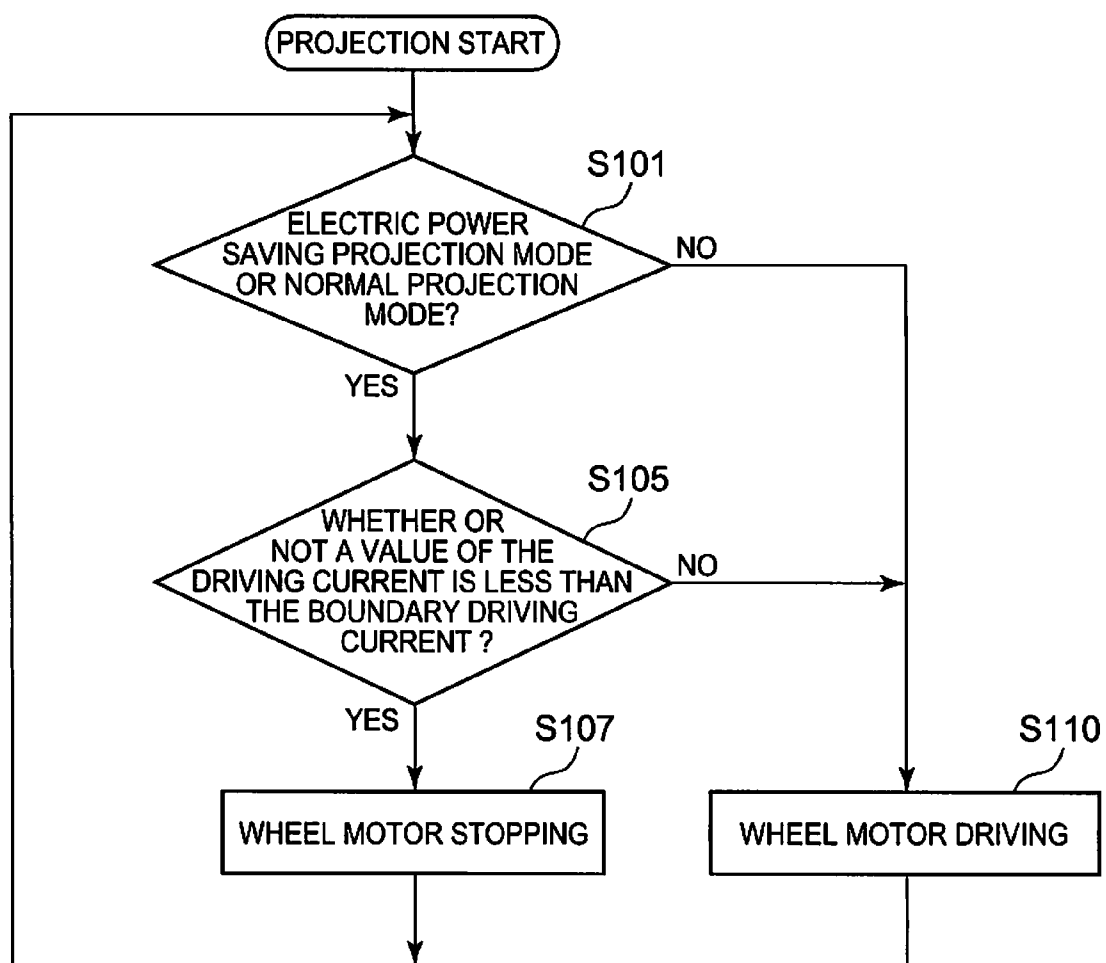 PROJECTION START
S101
ELECTRIC POWER
SAVING PROJECTION MODE
OR NORMAL PROJECTION
MODE?
NO
YES
S105
WHETHER OR
NOT A VALUE OF THE
DRIVING CURRENT IS LESS THAN
THE BOUNDARY DRIVING
CURRENT ?
NO
YES
S107
S110
WHEEL MOTOR STOPPING
WHEEL MOTOR DRIVING